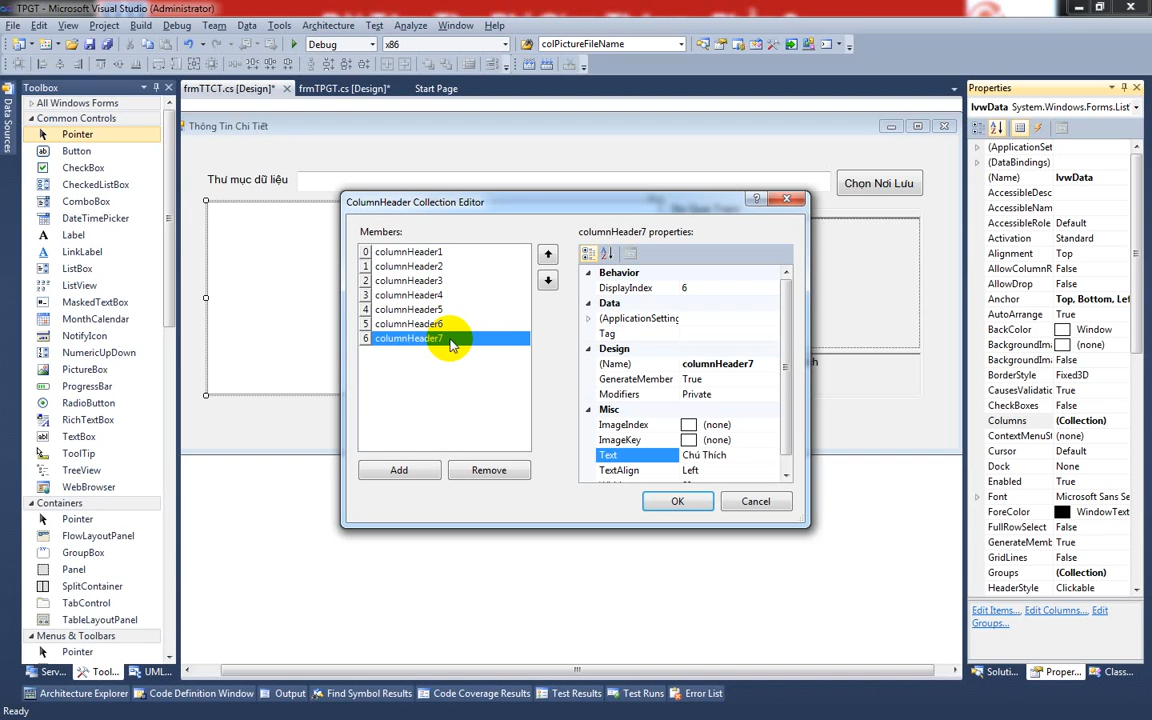 TPGT - Microsoft Visual Studio (Administrator)
File Edit View Project Build Debug Team Data Tools Architecture Test Analyze Window Help
Debug x86 colPictureFileName
Toolbox
frmTTCT.cs [Design]* frmTPGT.cs [Design]* Start Page
Properties
Data Sources
All Windows Forms
Common Controls
Pointer
Button
CheckBox
CheckedListBox
ComboBox
DateTimePicker
Label
LinkLabel
ListBox
ListView
MaskedTextBox
MonthCalendar
NotifyIcon
NumericUpDown
PictureBox
ProgressBar
RadioButton
RichTextBox
TextBox
ToolTip
TreeView
WebBrowser
Containers
Pointer
FlowLayoutPanel
GroupBox
Panel
SplitContainer
TabControl
TableLayoutPanel
Menus & Toolbars
Pointer
Thông Tin Chi Tiết
Thư mục dữ liệu
Chọn Nơi Lưu
ColumnHeader Collection Editor
Members:
0 columnHeader1
1 columnHeader2
2 columnHeader3
3 columnHeader4
4 columnHeader5
5 columnHeader6
6 columnHeader7
Add Remove
columnHeader7 properties:
Behavior
DisplayIndex 6
Data
(ApplicationSetting
Tag
Design
(Name) columnHeader7
GenerateMember True
Modifiers Private
Misc
ImageIndex (none)
ImageKey (none)
Text Chú Thích
TextAlign Left
OK Cancel
lvwData System.Windows.Forms.List
(ApplicationSet
(DataBindings)
(Name) lvwData
AccessibleDesc
AccessibleNam
AccessibleRole Default
Activation Standard
Alignment Top
AllowColumnR False
Anchor Top, Bottom, Lef
AutoArrange True
BackColor Window
BackgroundIma (none)
BackgroundIma False
BorderStyle Fixed3D
CausesValidatic True
CheckBoxes False
Columns (Collection)
ContextMenuSt (none)
Cursor Default
Dock None
Enabled True
Font Microsoft Sans Se
ForeColor WindowText
FullRowSelect False
GenerateMemb True
GridLines False
Groups (Collection)
HeaderStyle Clickable
Edit Items..., Edit Columns..., Edit
Groups...
Serv... Tool... UML...
Soluti... Proper... Class...
Architecture Explorer Code Definition Window Output Find Symbol Results Code Coverage Results Test Results Test Runs Error List
Ready